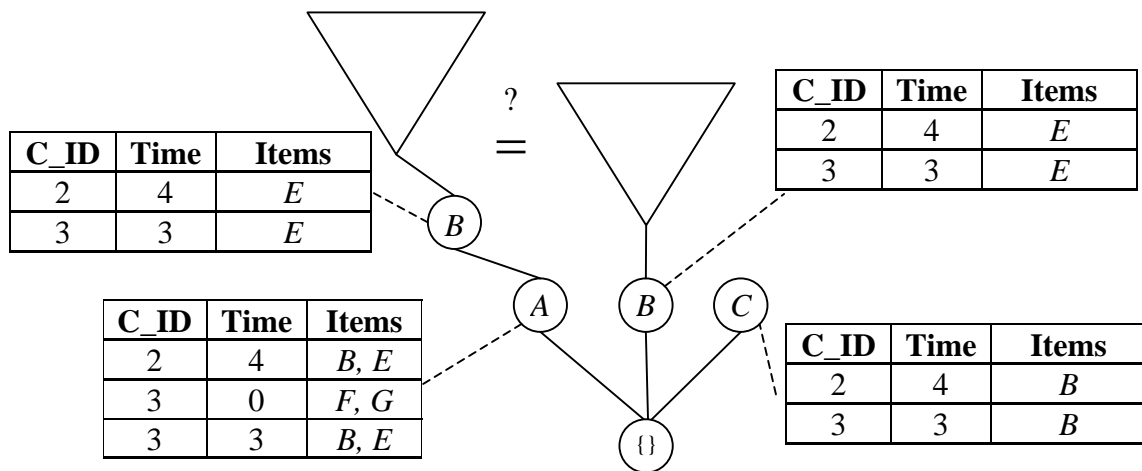 ?
=
C_ID Time Items
2 4 E
3 3 E
C_ID Time Items
2 4 E
3 3 E
B
A
B
C
C_ID Time Items
2 4 B, E
3 0 F, G
3 3 B, E
C_ID Time Items
2 4 B
3 3 B
{}